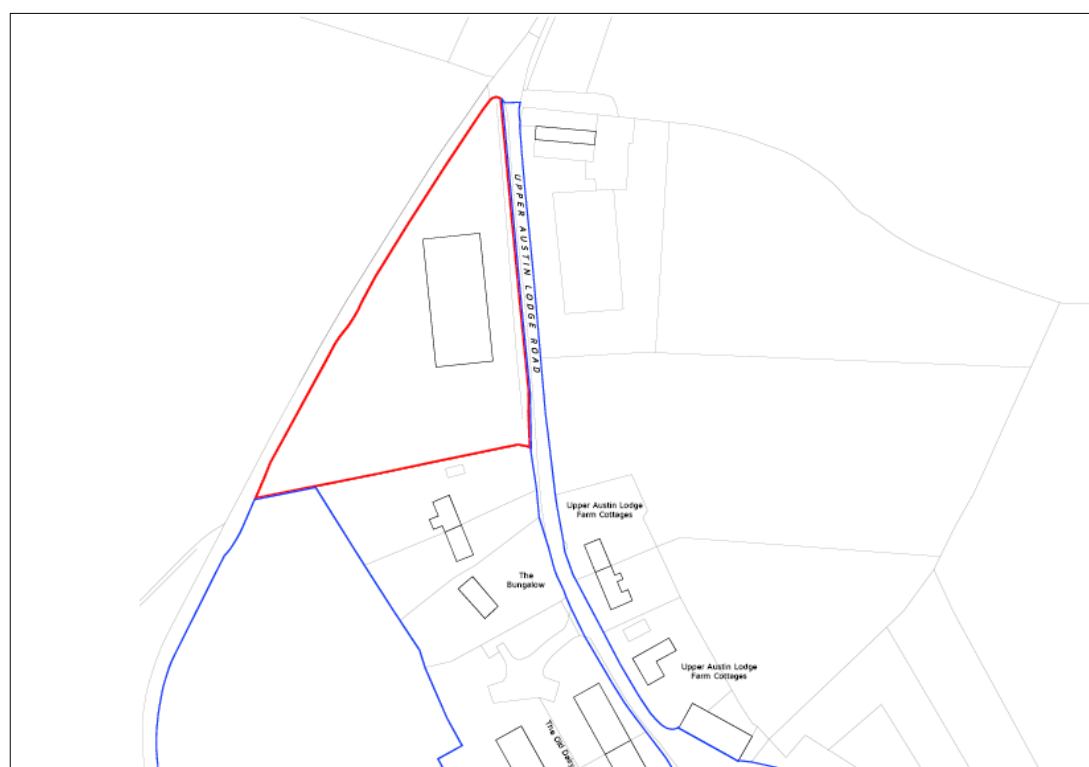 UPPER AUSTIN LODGE ROAD
Upper Austin Lodge
Farm Cottages
The
Bungalow
Upper Austin Lodge
Farm Cottages
The Old Dairy